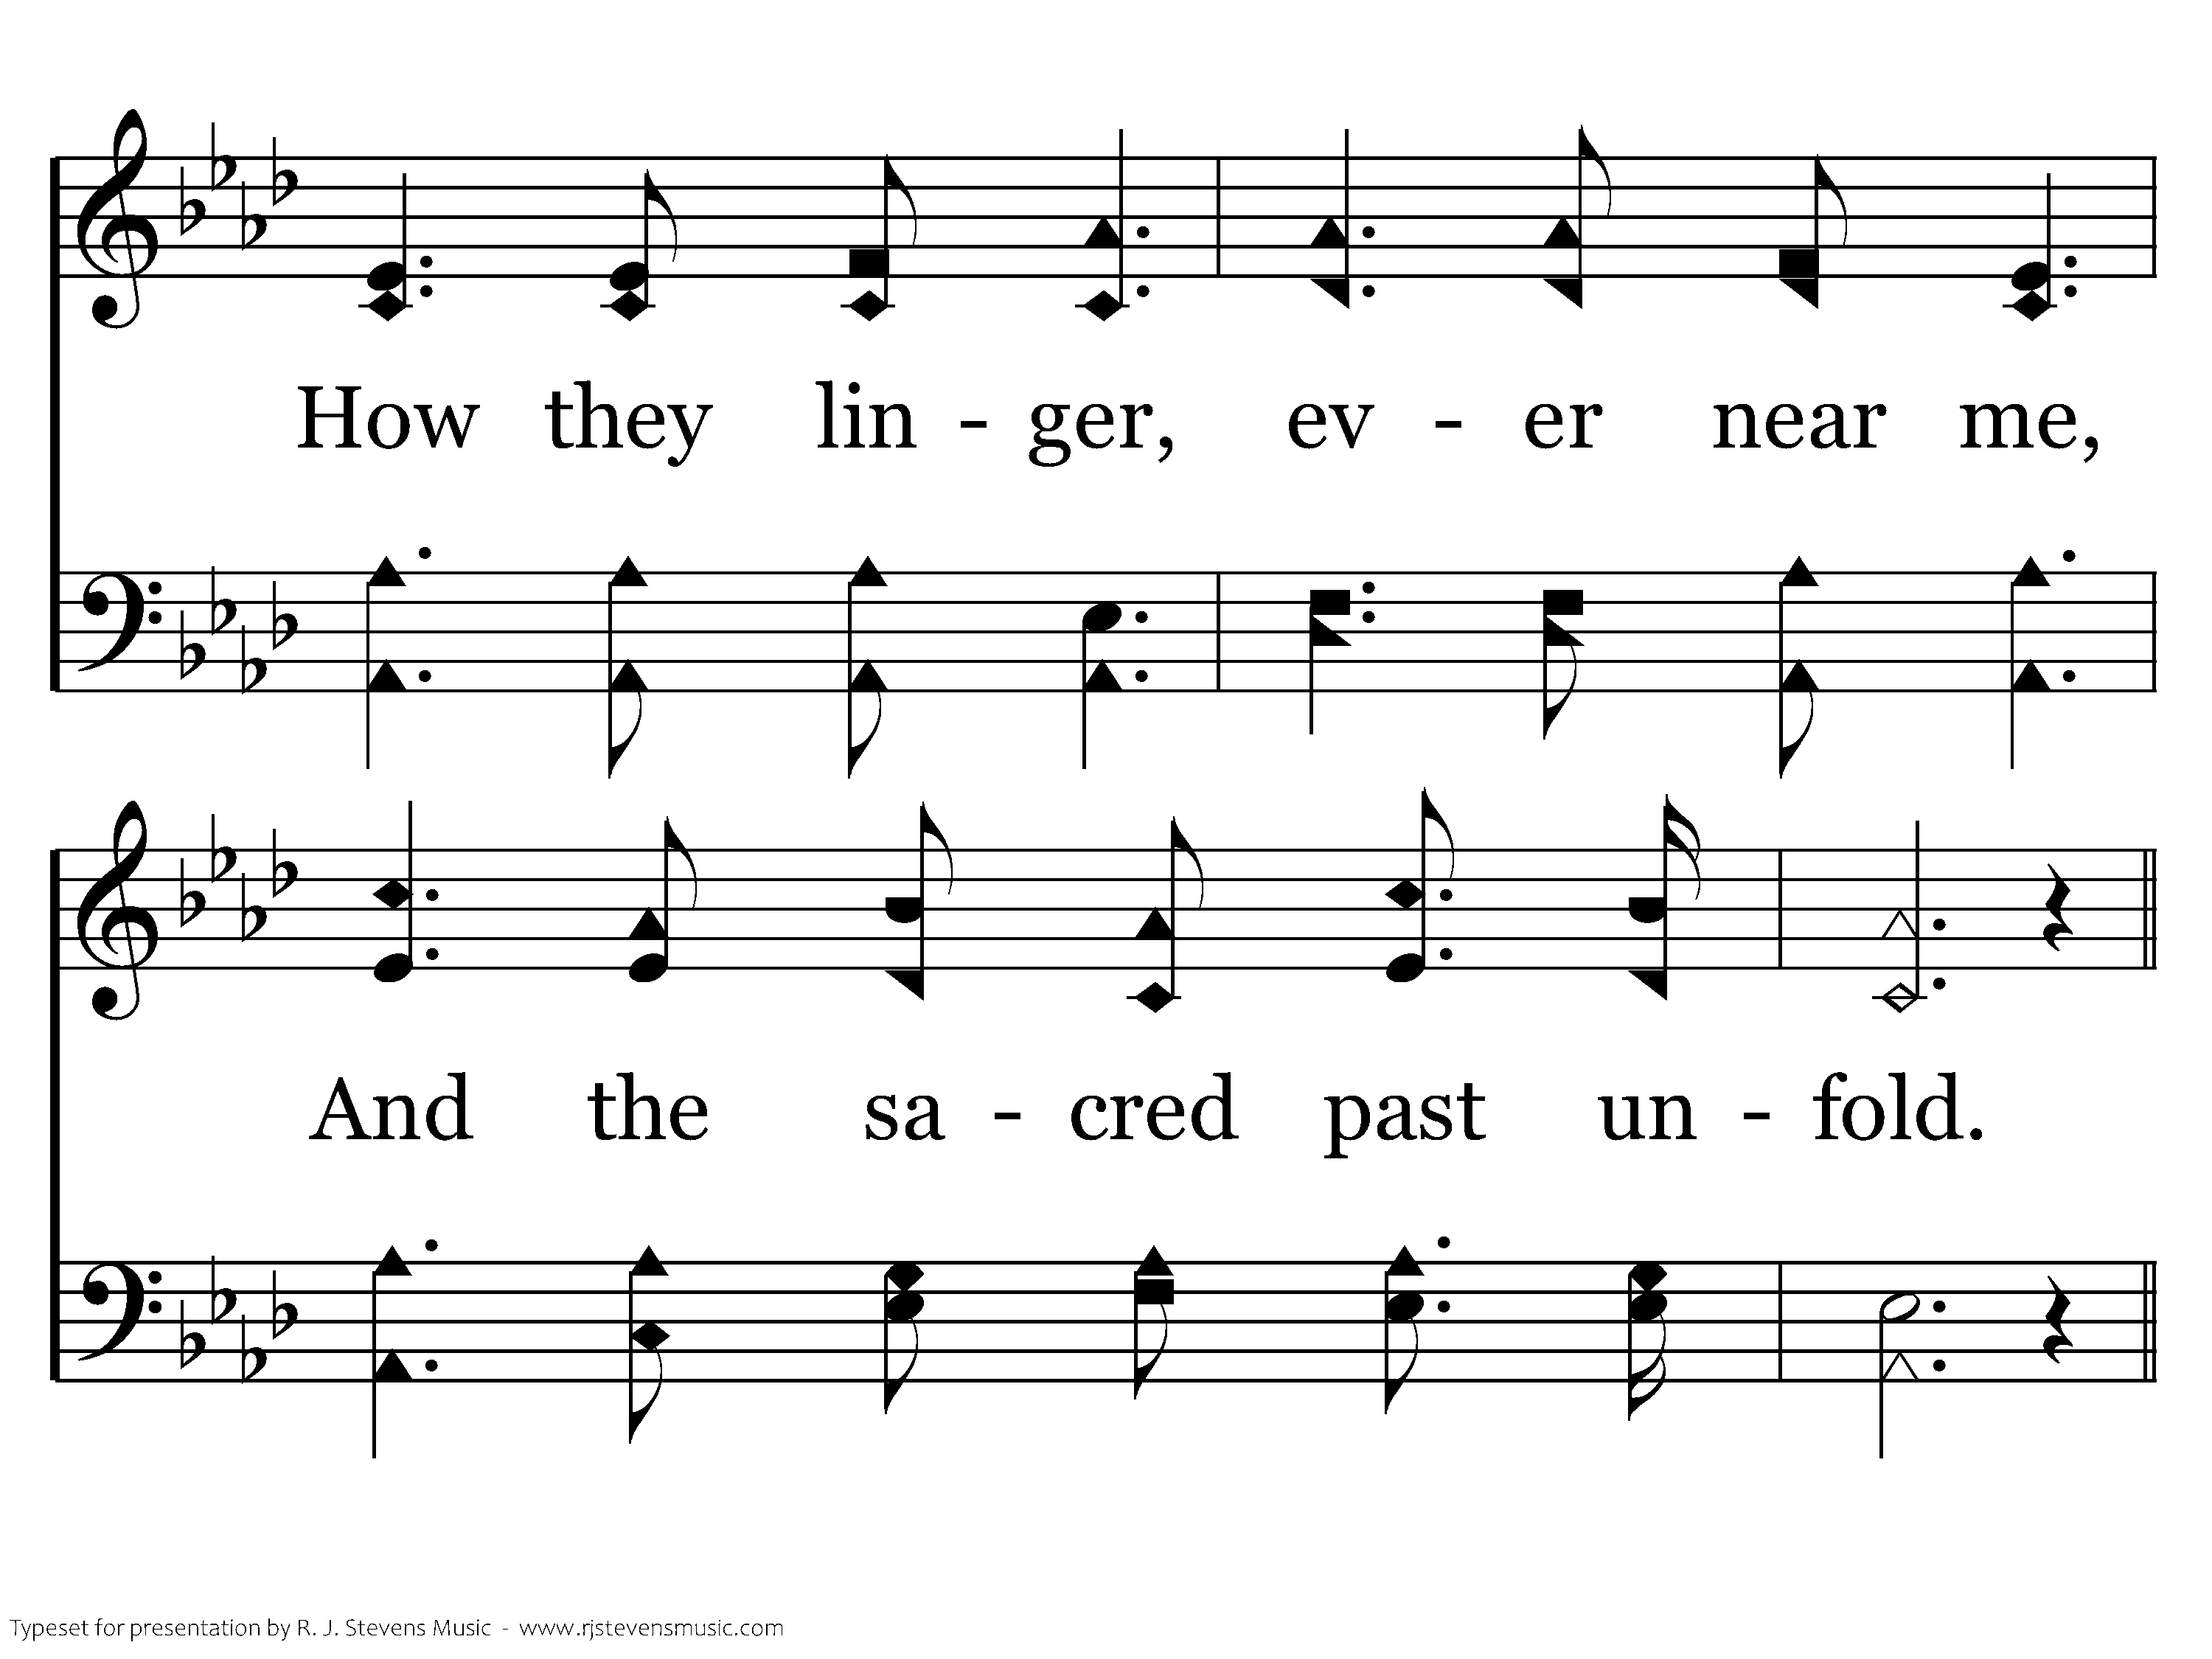 How they lin - ger, ev - er near me,
And the sa - cred past un - fold.
Typeset for presentation by R. J. Stevens Music - www.rjstevensmusic.com